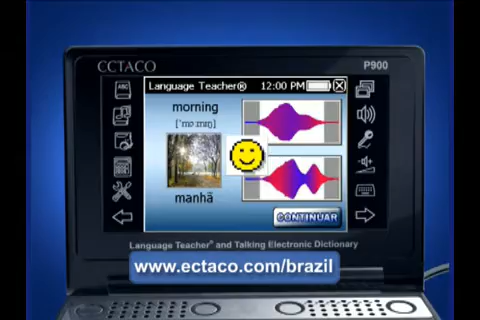 ECTACO
P900
Language Teacher® 12:00 PM
morning
['mɔːnɪŋ]
manhã
CONTINUAR
Language Teacher® and Talking Electronic Dictionary
www.ectaco.com/brazil